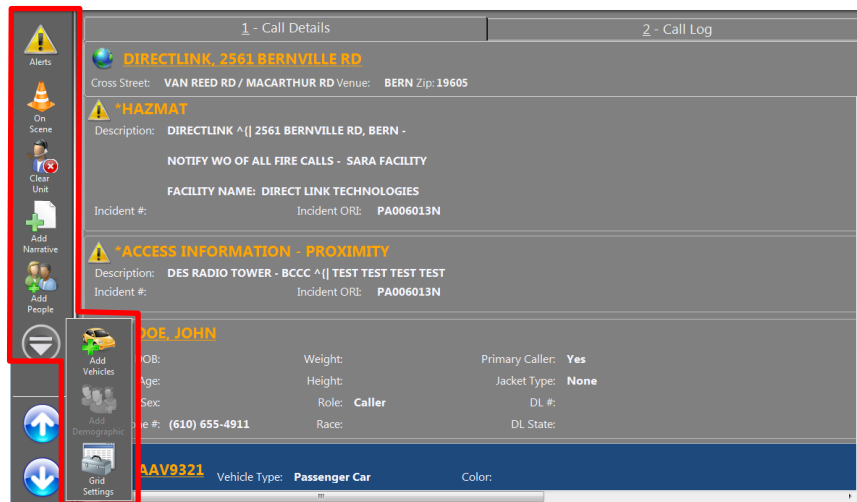 1 - Call Details
2 - Call Log
Alerts
On
Scene
Clear
Unit
Add
Narrative
Add
People
Add
Vehicles
Add
Demographic
Grid
Settings
DIRECTLINK, 2561 BERNVILLE RD
Cross Street: VAN REED RD / MACARTHUR RD Venue: BERN Zip: 19605
*HAZMAT
Description: DIRECTLINK ^(| 2561 BERNVILLE RD, BERN -
NOTIFY WO OF ALL FIRE CALLS - SARA FACILITY
FACILITY NAME: DIRECT LINK TECHNOLOGIES
Incident #: Incident ORI: PA006013N
*ACCESS INFORMATION - PROXIMITY
Description: DES RADIO TOWER - BCCC ^(| TEST TEST TEST TEST
Incident #: Incident ORI: PA006013N
DOE, JOHN
DOB: Weight: Primary Caller: Yes
Age: Height: Jacket Type: None
Sex: Role: Caller DL #:
ne #: (610) 655-4911 Race: DL State:
AAV9321 Vehicle Type: Passenger Car Color: